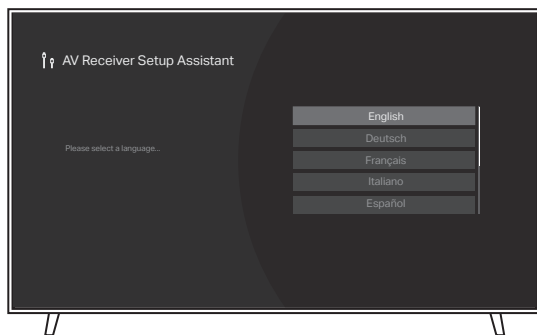 AV Receiver Setup Assistant
Please select a language...
English
Deutsch
Français
Italiano
Español